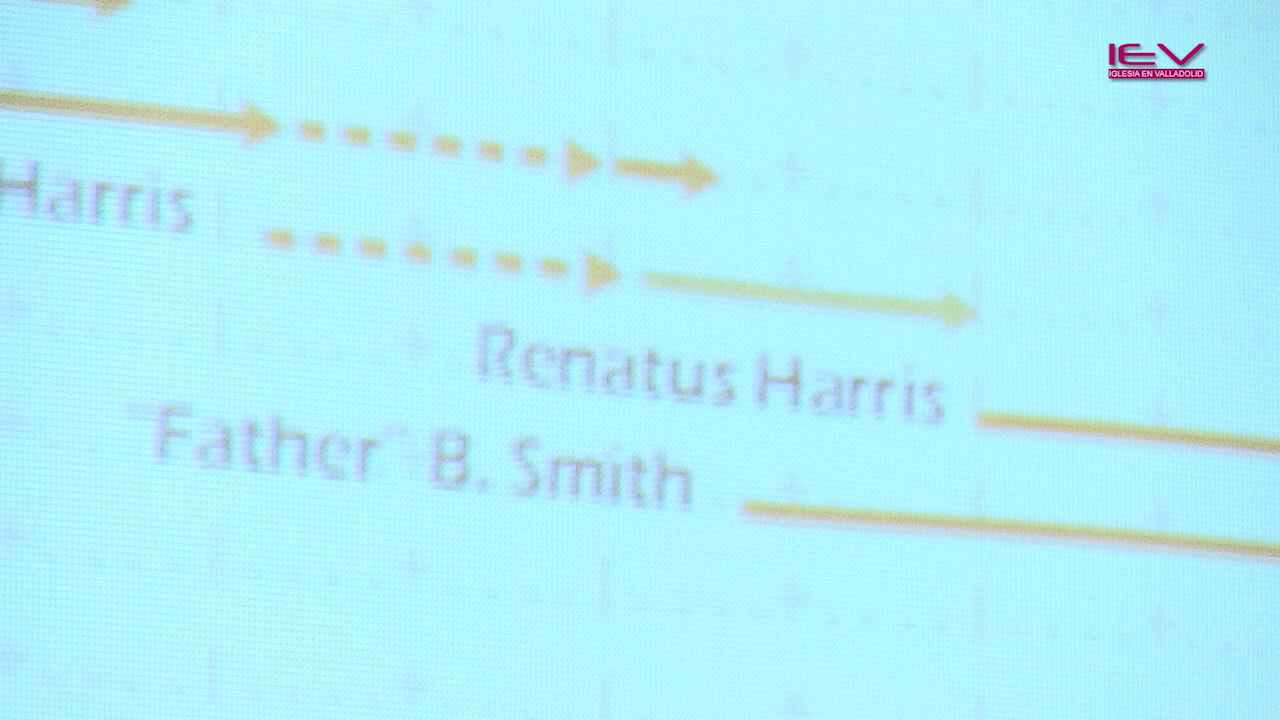 IEV
IGLESIA EN VALLADOLID
Harris
Renatus Harris
"Father" B. Smith